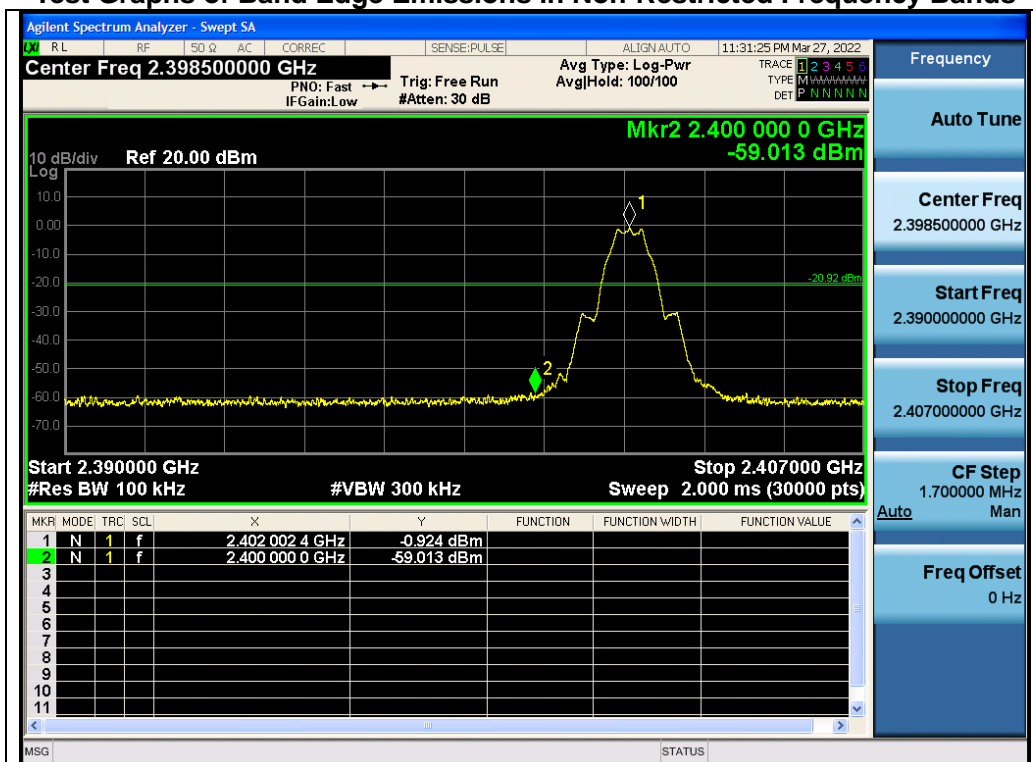 Test Graphs of Band Edge Emissions in Non-Restricted Frequency Bands
Agilent Spectrum Analyzer - Swept SA
LXI RL RF 50 Ω AC CORREC SENSE:PULSE ALIGN AUTO 11:31:25 PM Mar 27, 2022
Center Freq 2.398500000 GHz
PNO: Fast
IFGain:Low
Trig: Free Run
#Atten: 30 dB
Avg Type: Log-Pwr
Avg|Hold: 100/100
TRACE 1 2 3 4 5 6
TYPE M
DET P N N N N N
Mkr2 2.400 000 0 GHz
-59.013 dBm
10 dB/div Ref 20.00 dBm
Log
10.0
0.00
-10.0
-20.0
-30.0
-40.0
-50.0
-60.0
-70.0
1
-20.92 dBm
2
Start 2.390000 GHz Stop 2.407000 GHz
#Res BW 100 kHz #VBW 300 kHz Sweep 2.000 ms (30000 pts)
MKR MODE TRC SCL X Y FUNCTION FUNCTION WIDTH FUNCTION VALUE
1 N 1 f 2.402 002 4 GHz -0.924 dBm
2 N 1 f 2.400 000 0 GHz -59.013 dBm
3
4
5
6
7
8
9
10
11
MSG STATUS
Frequency
Auto Tune
Center Freq
2.398500000 GHz
Start Freq
2.390000000 GHz
Stop Freq
2.407000000 GHz
CF Step
1.700000 MHz
Auto Man
Freq Offset
0 Hz